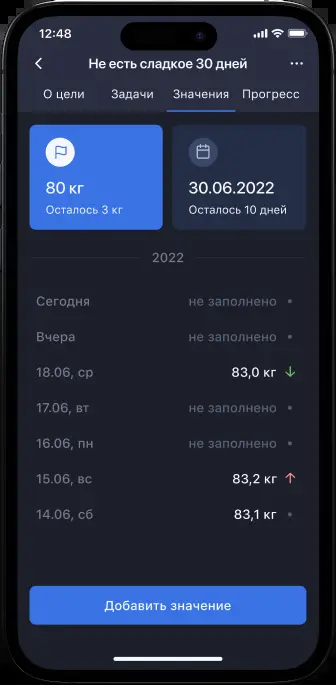 12:48
Не есть сладкое 30 дней
О цели Задачи Значения Прогресс
80 кг
Осталось 3 кг
30.06.2022
Осталось 10 дней
2022
Сегодня не заполнено
Вчера не заполнено
18.06, ср 83,0 кг
17.06, вт не заполнено
16.06, пн не заполнено
15.06, вс 83,2 кг
14.06, сб 83,1 кг
Добавить значение